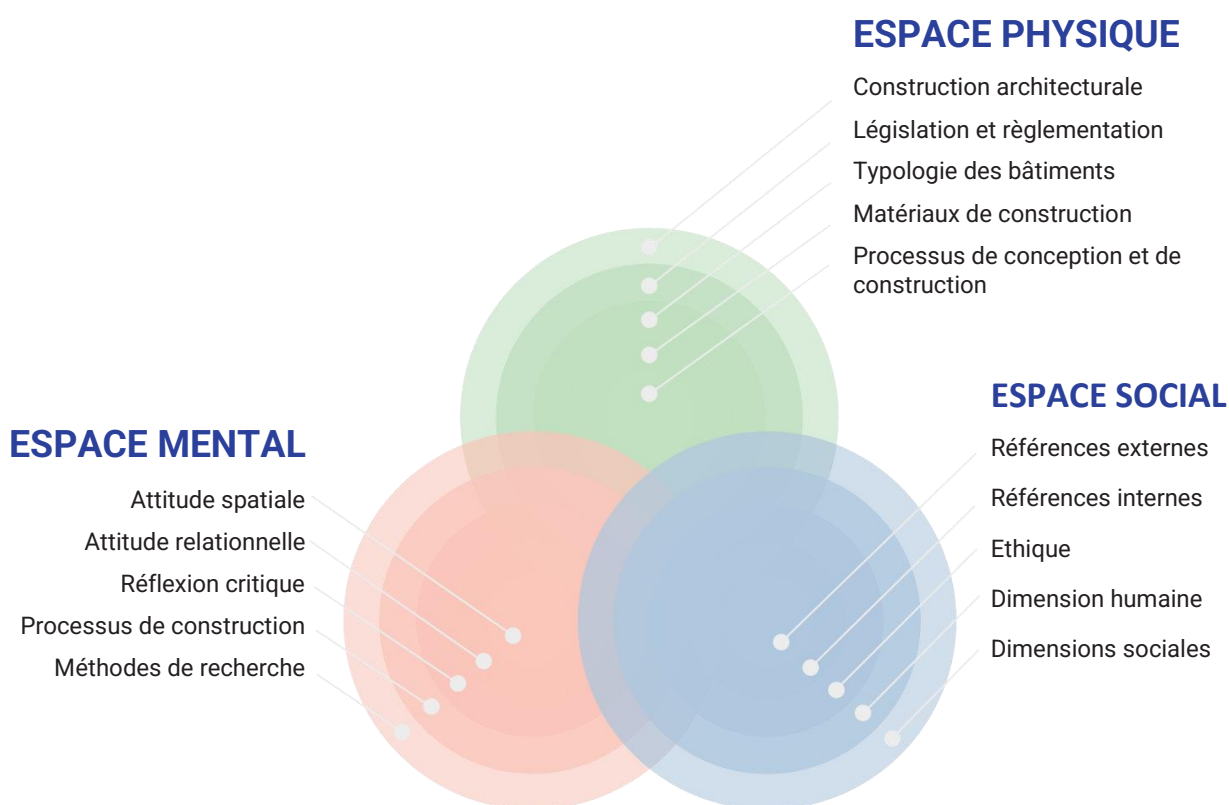 ESPACE PHYSIQUE
Construction architecturale
Législation et règlementation
Typologie des bâtiments
Matériaux de construction
Processus de conception et de
construction
ESPACE SOCIAL
Références externes
Références internes
Ethique
Dimension humaine
Dimensions sociales
ESPACE MENTAL
Attitude spatiale
Attitude relationnelle
Réflexion critique
Processus de construction
Méthodes de recherche